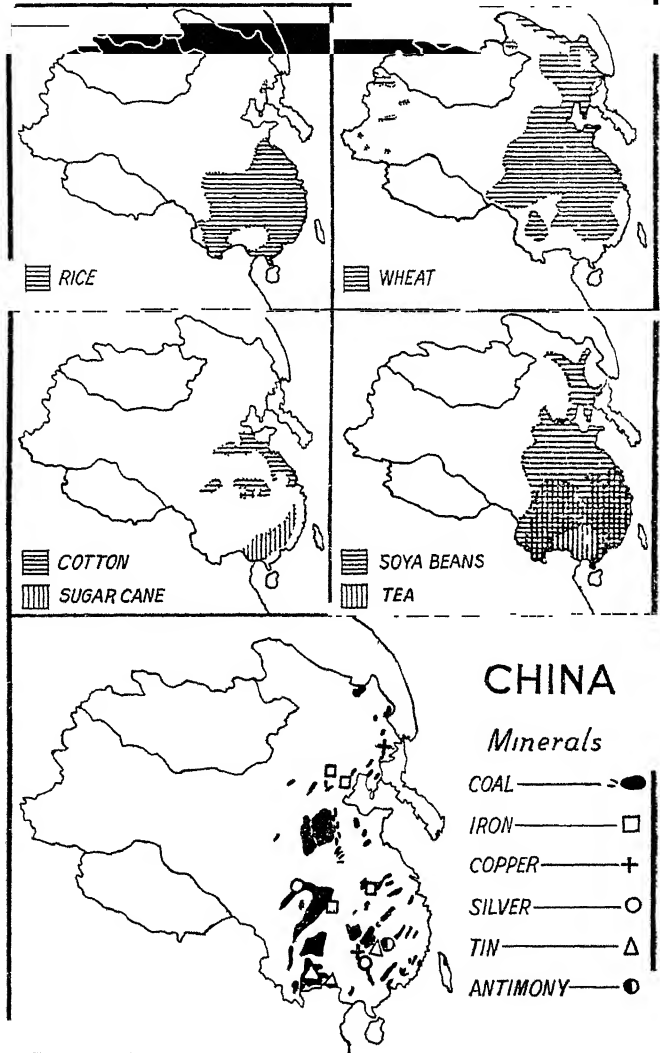 RICE
WHEAT
COTTON
SUGAR CANE
SOYA BEANS
TEA
CHINA
Minerals
COAL
IRON
COPPER
SILVER
TIN
ANTIMONY